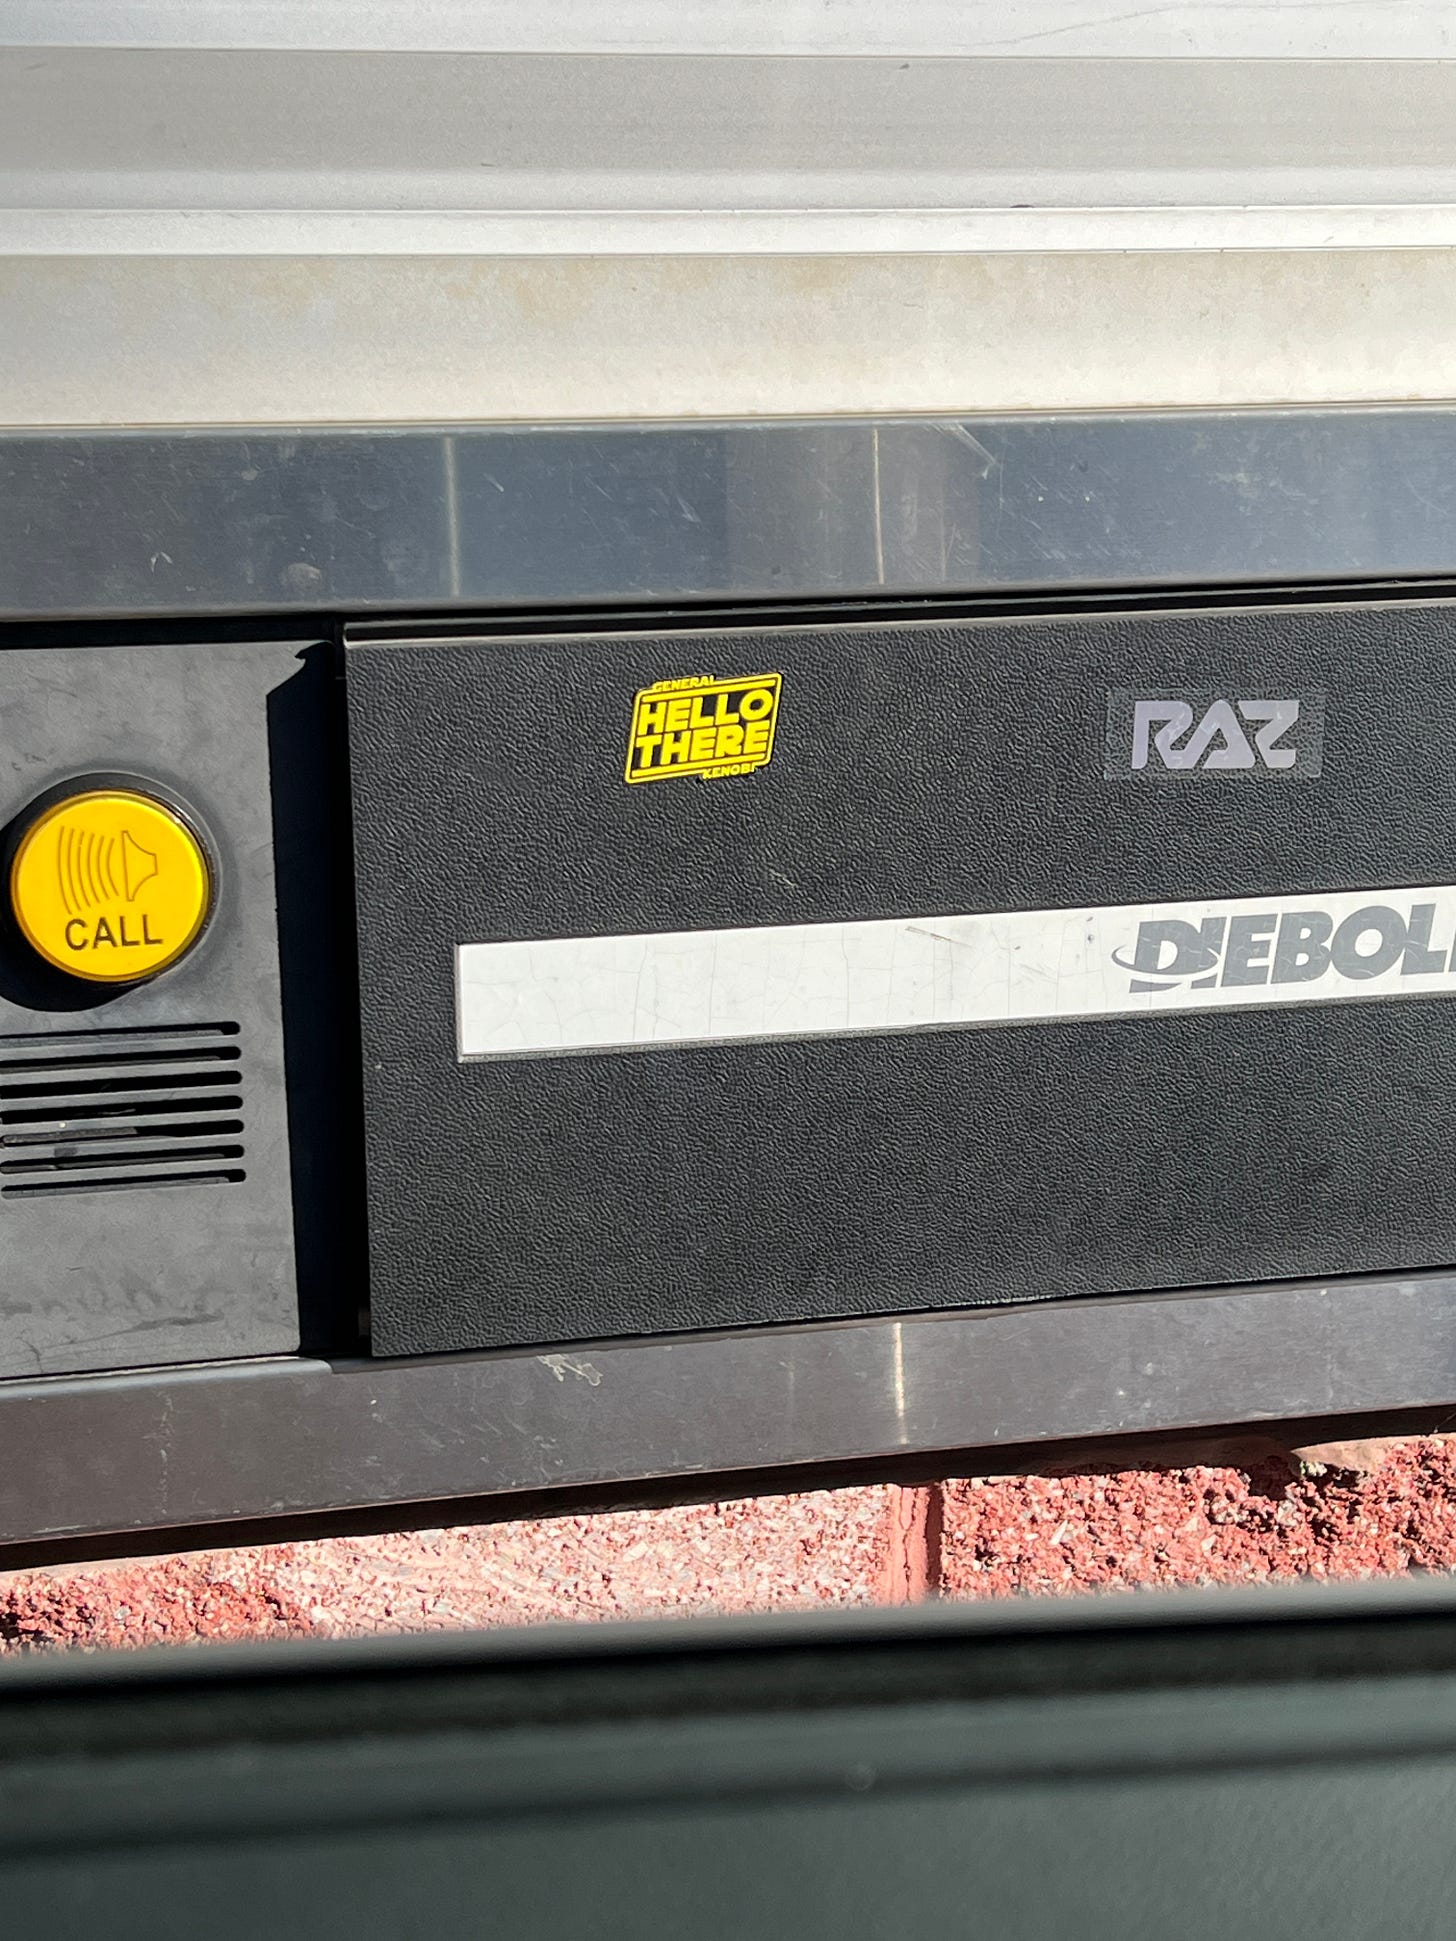 GENERAL
HELLO
THERE
KENOBI
RAZ
CALL
DIEBOL